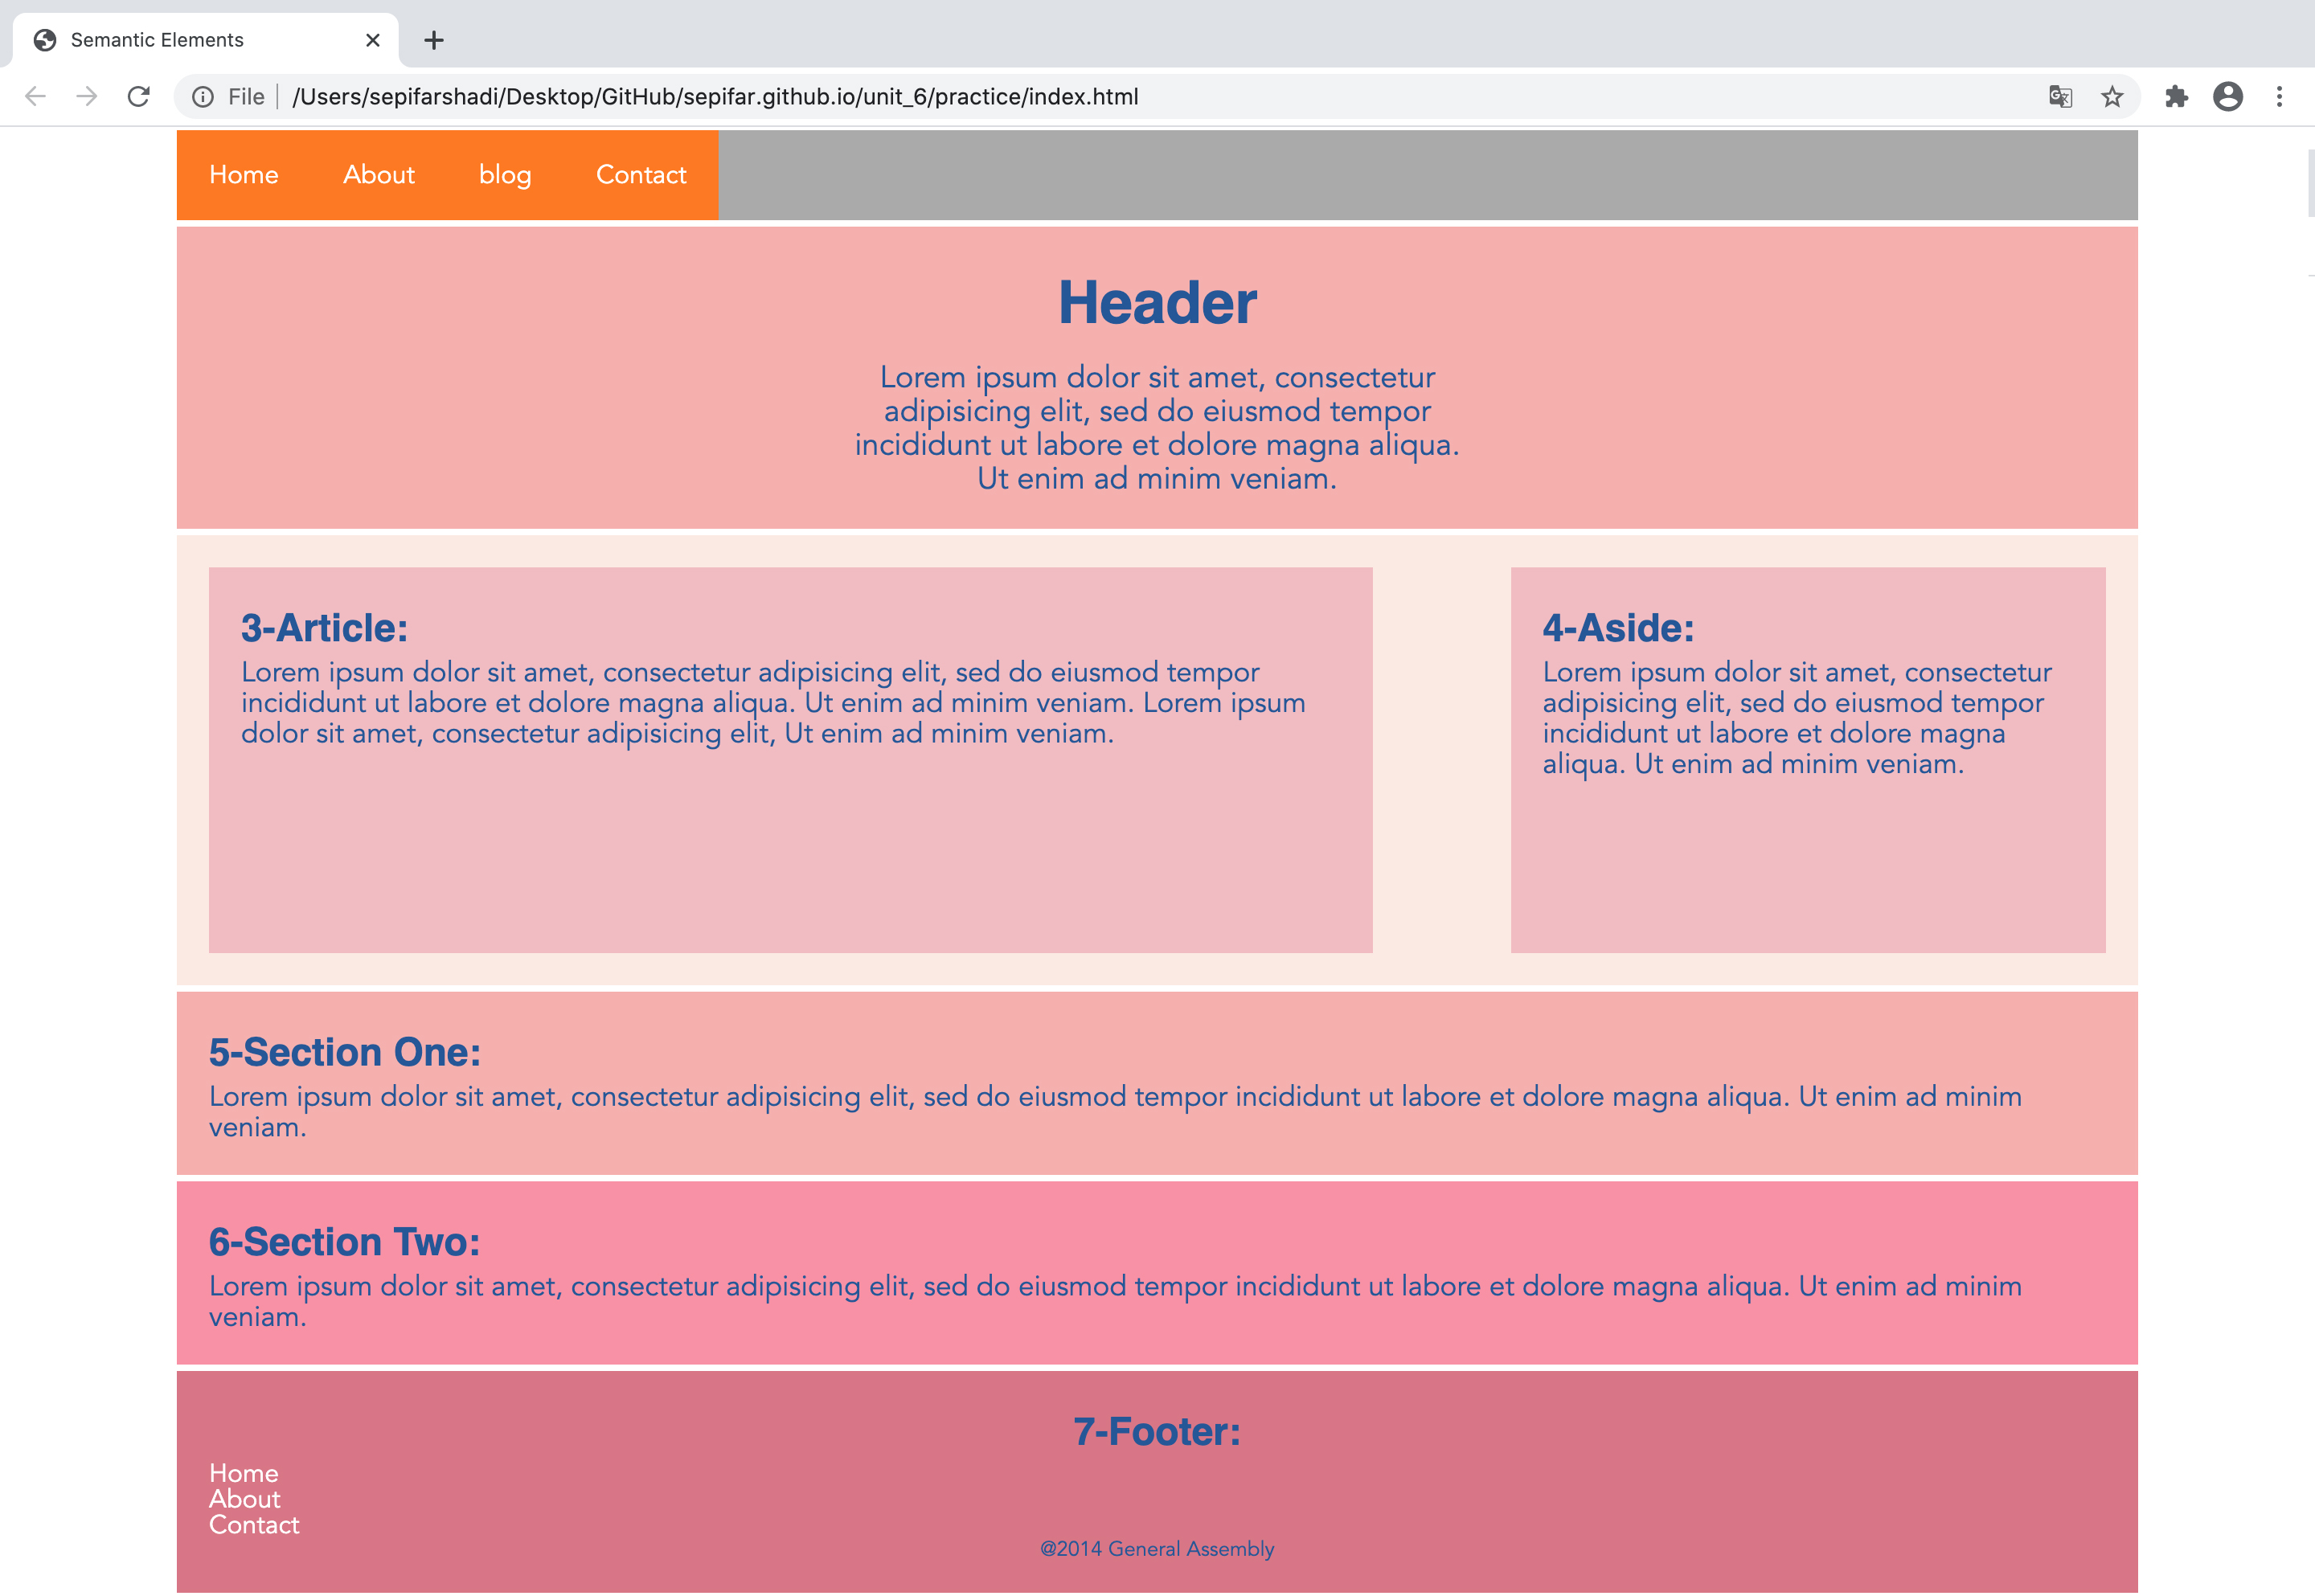 Semantic Elements
File /Users/sepifarshadi/Desktop/GitHub/sepifar.github.io/unit_6/practice/index.html
Home About blog Contact
Header
Lorem ipsum dolor sit amet, consectetur
adipisicing elit, sed do eiusmod tempor
incididunt ut labore et dolore magna aliqua.
Ut enim ad minim veniam.
3-Article:
Lorem ipsum dolor sit amet, consectetur adipisicing elit, sed do eiusmod tempor
incididunt ut labore et dolore magna aliqua. Ut enim ad minim veniam. Lorem ipsum
dolor sit amet, consectetur adipisicing elit, Ut enim ad minim veniam.
4-Aside:
Lorem ipsum dolor sit amet, consectetur
adipisicing elit, sed do eiusmod tempor
incididunt ut labore et dolore magna
aliqua. Ut enim ad minim veniam.
5-Section One:
Lorem ipsum dolor sit amet, consectetur adipisicing elit, sed do eiusmod tempor incididunt ut labore et dolore magna aliqua. Ut enim ad minim
veniam.
6-Section Two:
Lorem ipsum dolor sit amet, consectetur adipisicing elit, sed do eiusmod tempor incididunt ut labore et dolore magna aliqua. Ut enim ad minim
veniam.
7-Footer:
Home
About
Contact
@2014 General Assembly